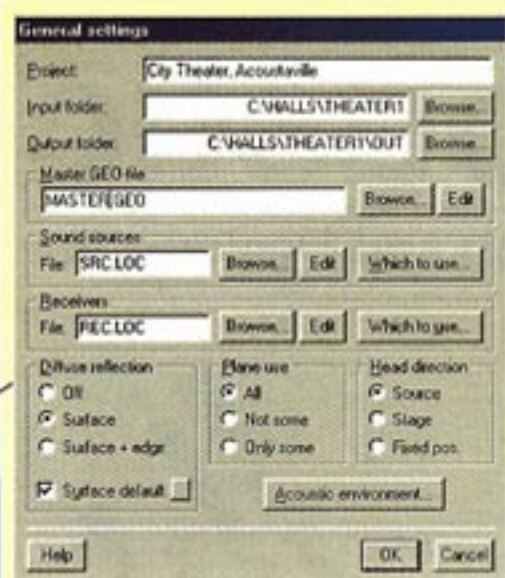 General settings
Project: City Theater, Acoustaville
Input folder: C:\HALLS\THEATER1 Browse...
Output folder: C:\HALLS\THEATER1\OUT Browse...
Master GEO file
MASTER.GEO Browse... Edit
Sound sources
File: SRC.LOC Browse... Edit Which to use...
Receivers
File: REC.LOC Browse... Edit Which to use...
Diffuse reflection Plane use Head direction
Off All Source
Surface Not some Stage
Surface + edge Only some Fixed pos.
Surface default Acoustic environment...
Help OK Cancel